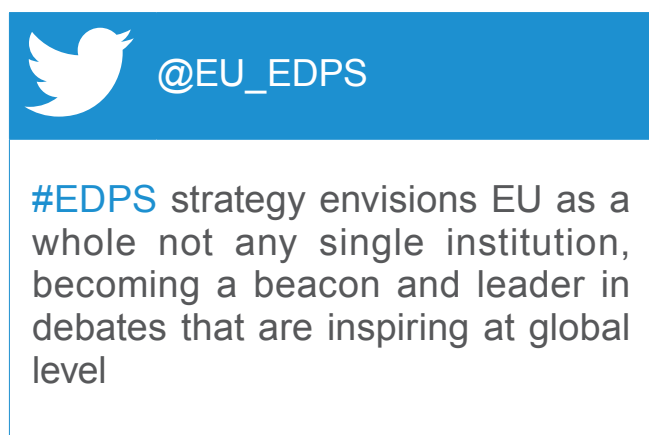 @EU_EDPS
#EDPS strategy envisions EU as a
whole not any single institution,
becoming a beacon and leader in
debates that are inspiring at global
level